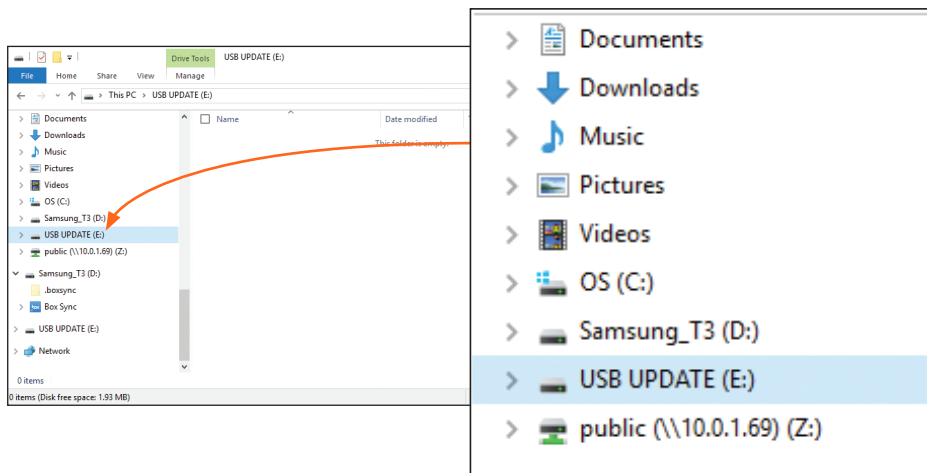 Drive Tools USB UPDATE (E:)
File Home Share View Manage
This PC > USB UPDATE (E:)
Documents
Downloads
Music
Pictures
Videos
OS (C:)
Samsung_T3 (D:)
USB UPDATE (E:)
public (\\10.0.1.69) (Z:)
Samsung_T3 (D:)
.boxsync
box
Box Sync
USB UPDATE (E:)
Network
Name Date modified
This folder is empty.
0 items
0 items (Disk free space: 1.93 MB)
Documents
Downloads
Music
Pictures
Videos
OS (C:)
Samsung_T3 (D:)
USB UPDATE (E:)
public (\\10.0.1.69) (Z:)